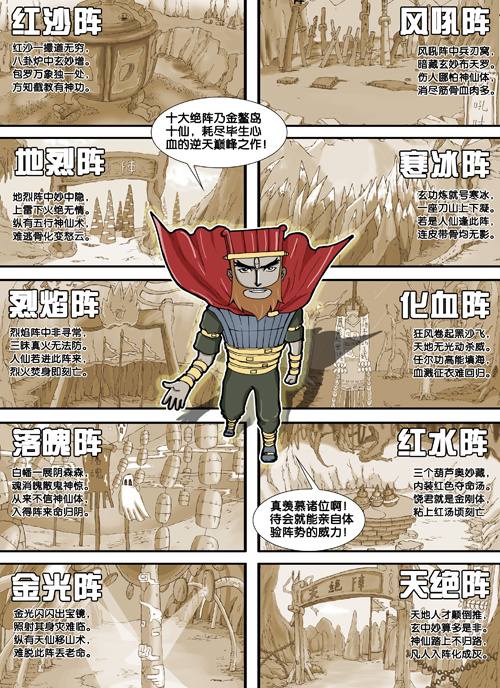 红沙阵
红沙一撮道无穷，
八卦炉中玄妙增。
包罗万象独一处，
方知截教有神功。
风吼阵
风吼阵中兵刃窝，
暗藏玄妙布天罗。
伤人哪怕神仙体，
消尽筋骨血肉多。
十大绝阵乃金鳌岛
十仙，耗尽毕生心
血的逆天巅峰之作！
地烈阵
地烈阵中妙中隐，
上雷下火绝无情。
纵有五行神仙术，
难逃骨化变愁云。
陣
寒冰阵
玄功炼就号寒冰，
一座刀山上下凝。
若是人仙逢此阵，
连皮带骨均无影。
烈焰阵
烈焰阵中非寻常，
三昧真火无法防。
人仙若进此阵来，
烈火焚身即刻亡。
化血阵
狂风卷起黑沙飞，
天地无光动杀威。
任尔功高能填海，
血溅征衣难回归。
落魄阵
白幡一展阴森森，
魂消魄散鬼神惊。
从来不信神仙体，
入得阵来命归阴。
红水阵
三个葫芦奥妙藏，
内装红色夺命汤。
饶君就是金刚体，
粘上红汤顷刻亡
真羡慕诸位啊！
待会就能亲自体
验阵势的威力！
金光阵
金光闪闪出宝镜，
照射其身灾难临。
纵有天仙移山术，
难脱此阵丢老命。
天绝阵
天地人才颠倒推，
玄中妙算多是非。
神仙踏上不归路，
凡人入阵化成灰。
天絕陣